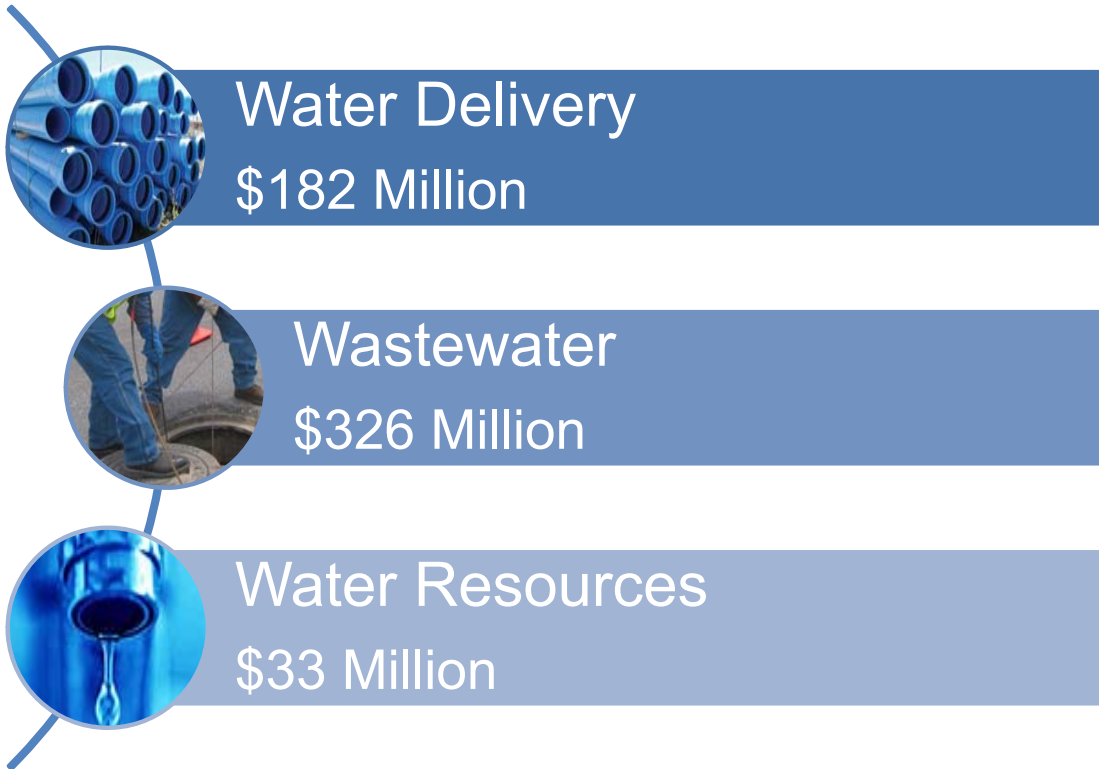 Water Delivery
$182 Million
Wastewater
$326 Million
Water Resources
$33 Million